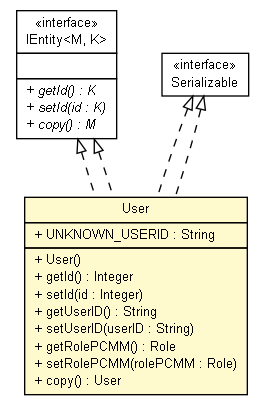 «interface»
IEntity<M, K>
+ getId() : K
+ setId(id : K)
+ copy() : M
«interface»
Serializable
User
+ UNKNOWN_USERID : String
+ User()
+ getId() : Integer
+ setId(id : Integer)
+ getUserID() : String
+ setUserID(userID : String)
+ getRolePCMM() : Role
+ setRolePCMM(rolePCMM : Role)
+ copy() : User